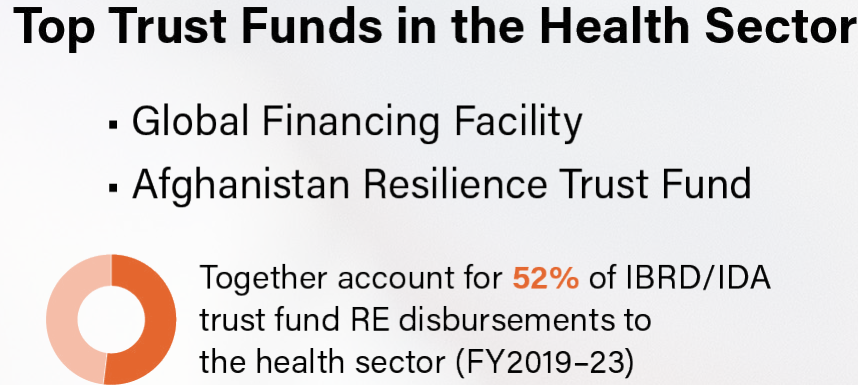 Top Trust Funds in the Health Sector
▪ Global Financing Facility
▪ Afghanistan Resilience Trust Fund
Together account for 52% of IBRD/IDA
trust fund RE disbursements to
the health sector (FY2019–23)